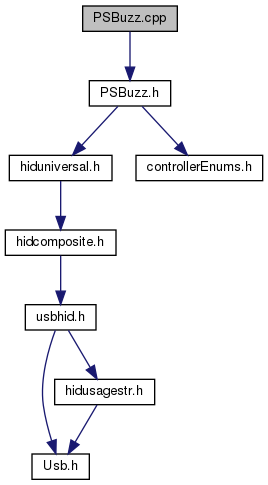 PSBuzz.cpp
PSBuzz.h
hiduniversal.h
controllerEnums.h
hidcomposite.h
usbhid.h
hidusagestr.h
Usb.h